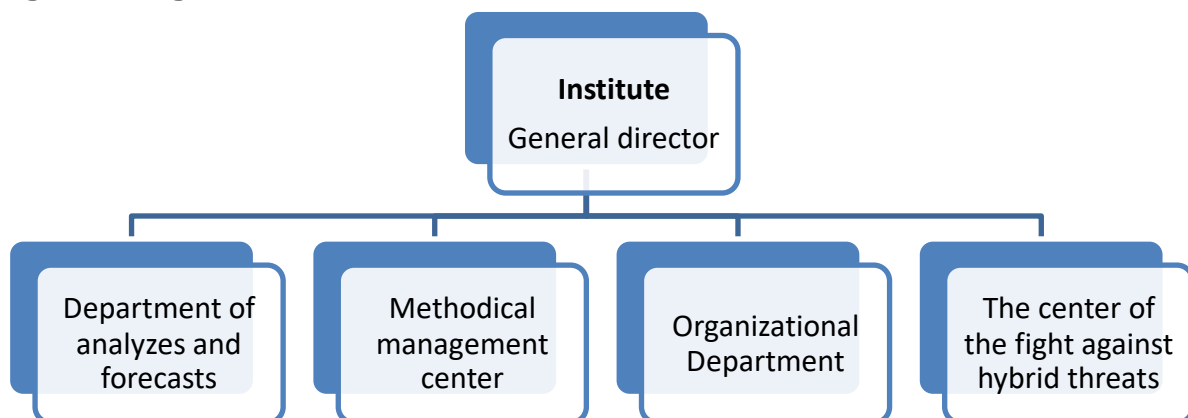 Institute
General director
Department of
analyzes and
forecasts
Methodical
management
center
Organizational
Department
The center of
the fight against
hybrid threats